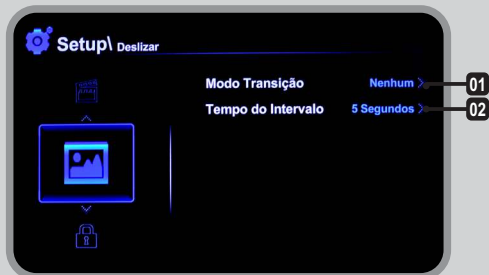 Setup\ Deslizar
Modo Transição Nenhum > 01
Tempo do Intervalo 5 Segundos > 02